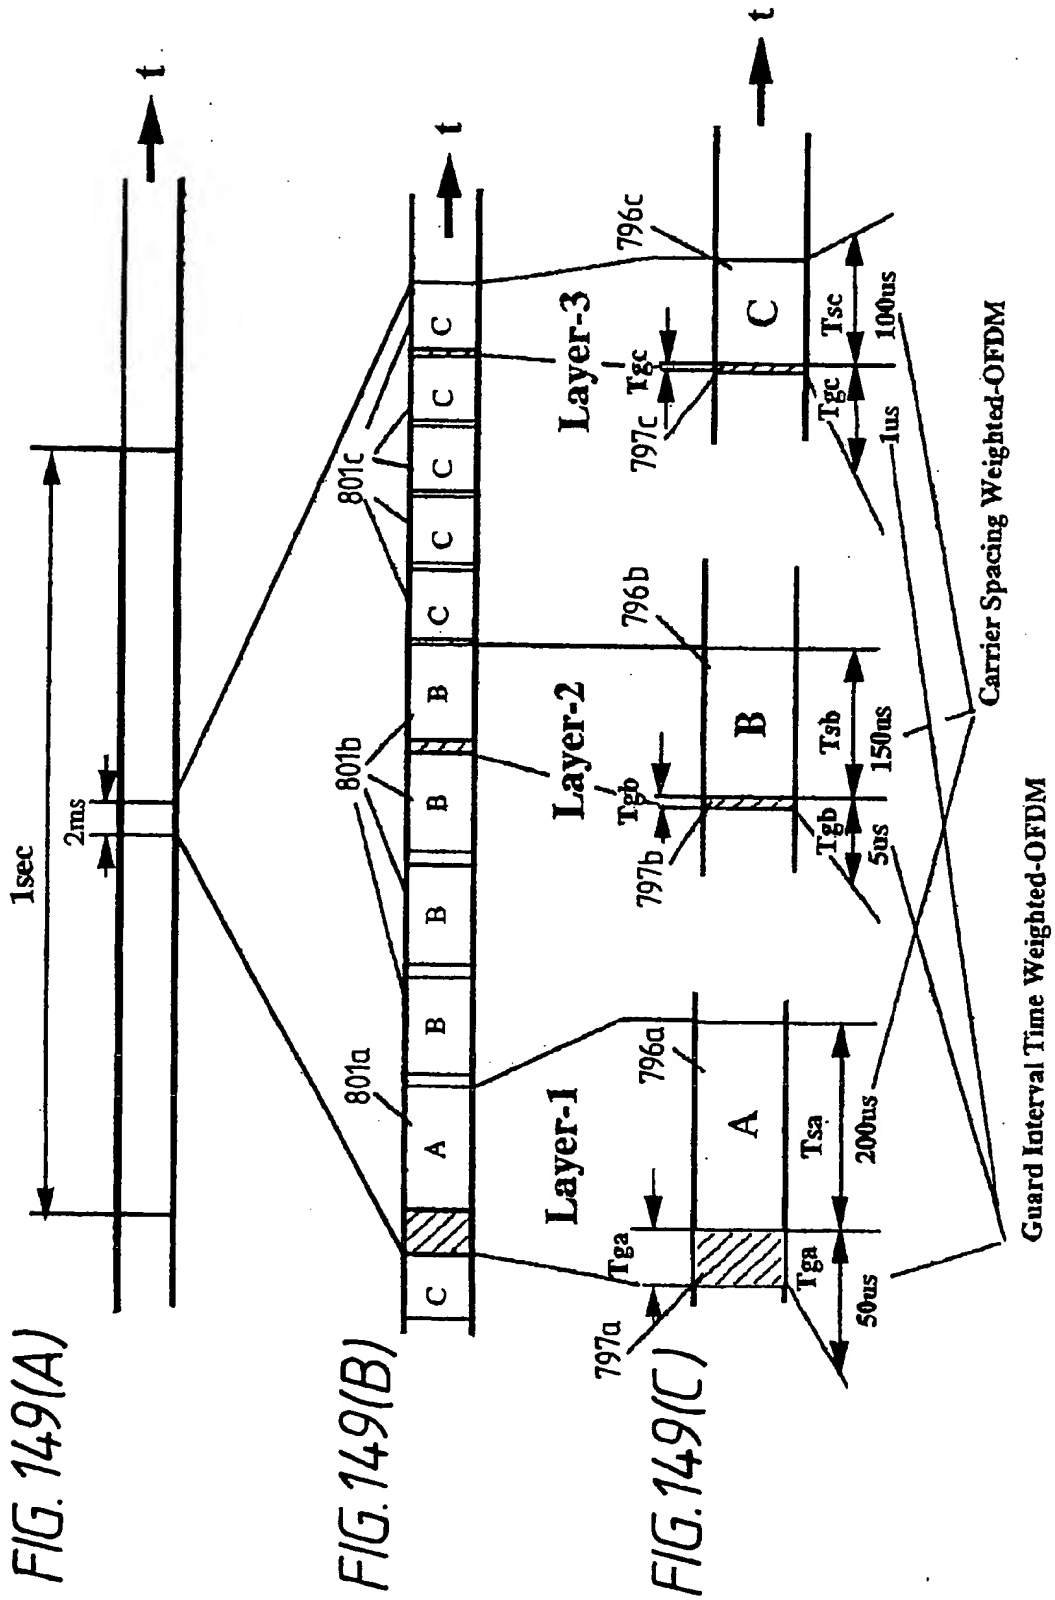 FIG. 149(A)
1sec
2ms
t
FIG. 149(B)
801a
801b
801c
C
A
B
B
B
B
C
C
C
C
C
t
FIG. 149(C)
Layer-1
Layer-2
Layer-3
797a
Tga
796a
797b
Tgb
796b
797c
Tgc
796c
A
B
C
t
Tga
Tsa
Tgb
Tsb
Tgc
Tsc
50us
200us
5us
150us
1us
100us
Guard Interval Time Weighted-OFDM
Carrier Spacing Weighted-OFDM